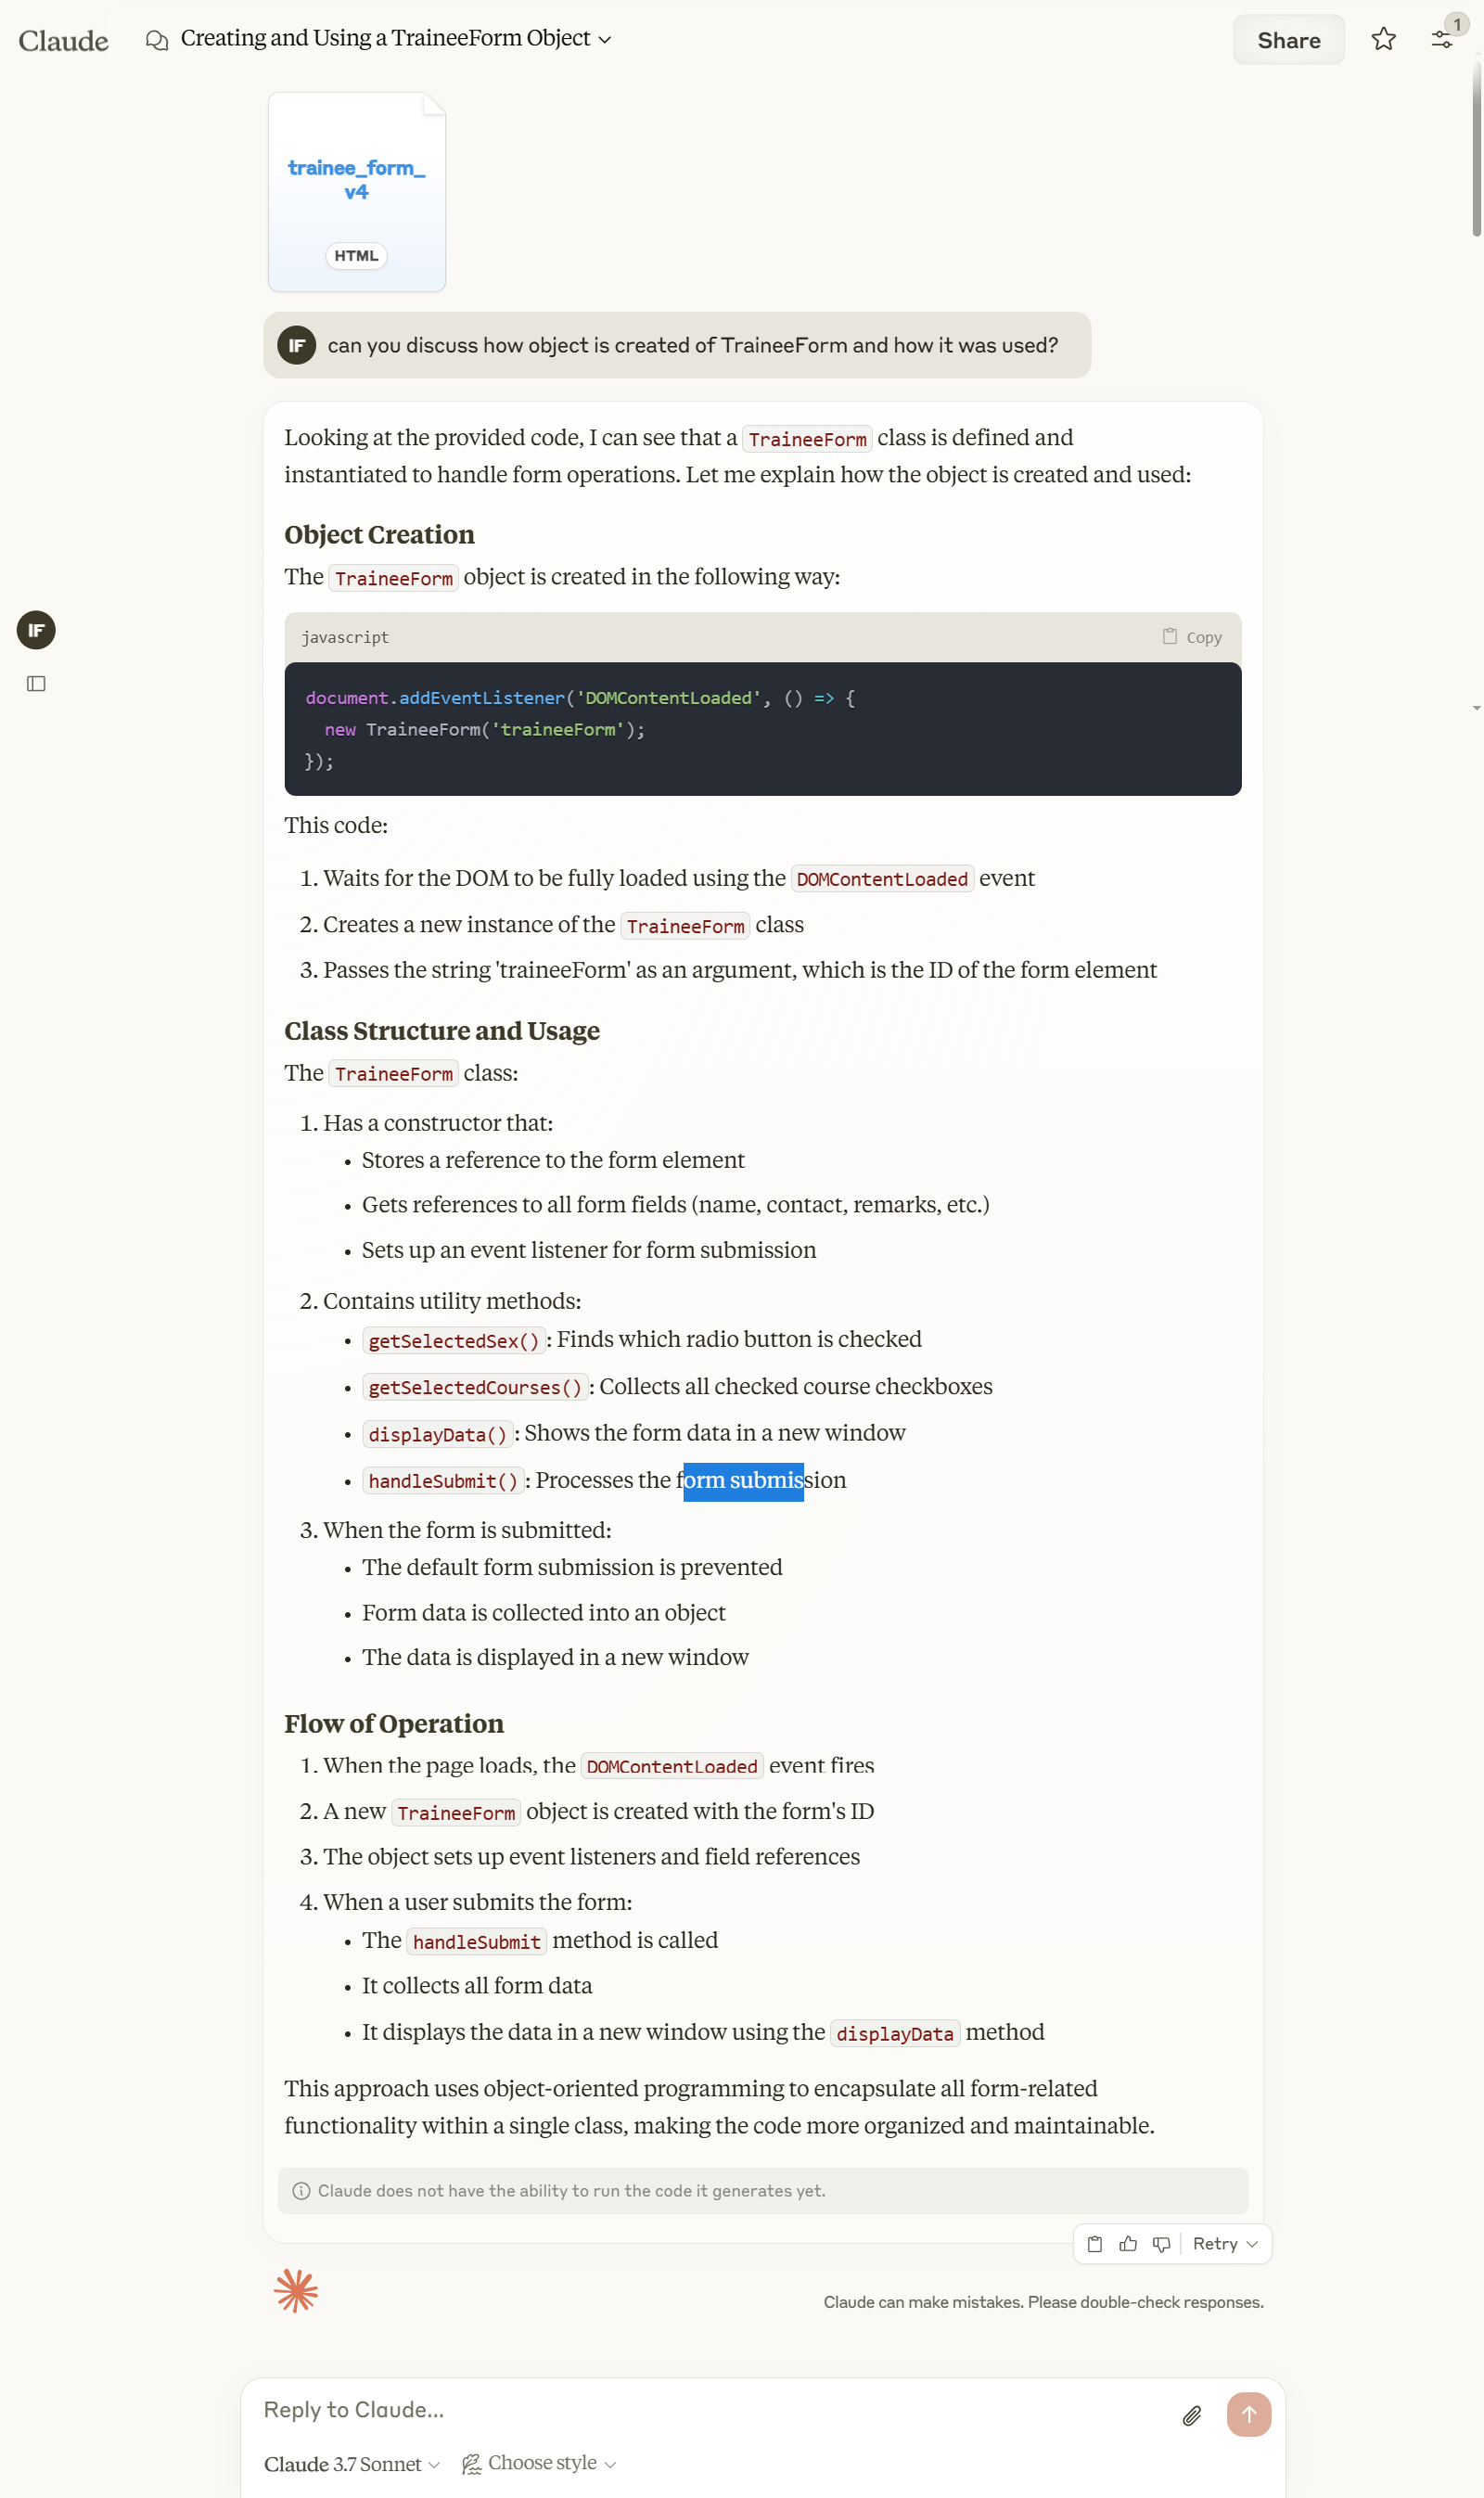 Claude
Creating and Using a TraineeForm Object
Share
1
trainee_form_
v4
HTML
IF
can you discuss how object is created of TraineeForm and how it was used?
Looking at the provided code, I can see that a TraineeForm class is defined and
instantiated to handle form operations. Let me explain how the object is created and used:
Object Creation
The TraineeForm object is created in the following way:
IF
javascript
Copy
document.addEventListener('DOMContentLoaded', () => {
new TraineeForm('traineeForm');
});
This code:
1. Waits for the DOM to be fully loaded using the DOMContentLoaded event
2. Creates a new instance of the TraineeForm class
3. Passes the string 'traineeForm' as an argument, which is the ID of the form element
Class Structure and Usage
The TraineeForm class:
1. Has a constructor that:
• Stores a reference to the form element
• Gets references to all form fields (name, contact, remarks, etc.)
• Sets up an event listener for form submission
2. Contains utility methods:
• getSelectedSex(): Finds which radio button is checked
• getSelectedCourses(): Collects all checked course checkboxes
• displayData(): Shows the form data in a new window
• handleSubmit(): Processes the form submission
3. When the form is submitted:
• The default form submission is prevented
• Form data is collected into an object
• The data is displayed in a new window
Flow of Operation
1. When the page loads, the DOMContentLoaded event fires
2. A new TraineeForm object is created with the form's ID
3. The object sets up event listeners and field references
4. When a user submits the form:
• The handleSubmit method is called
• It collects all form data
• It displays the data in a new window using the displayData method
This approach uses object-oriented programming to encapsulate all form-related
functionality within a single class, making the code more organized and maintainable.
Claude does not have the ability to run the code it generates yet.
Retry
Claude can make mistakes. Please double-check responses.
Reply to Claude...
Claude 3.7 Sonnet
Choose style